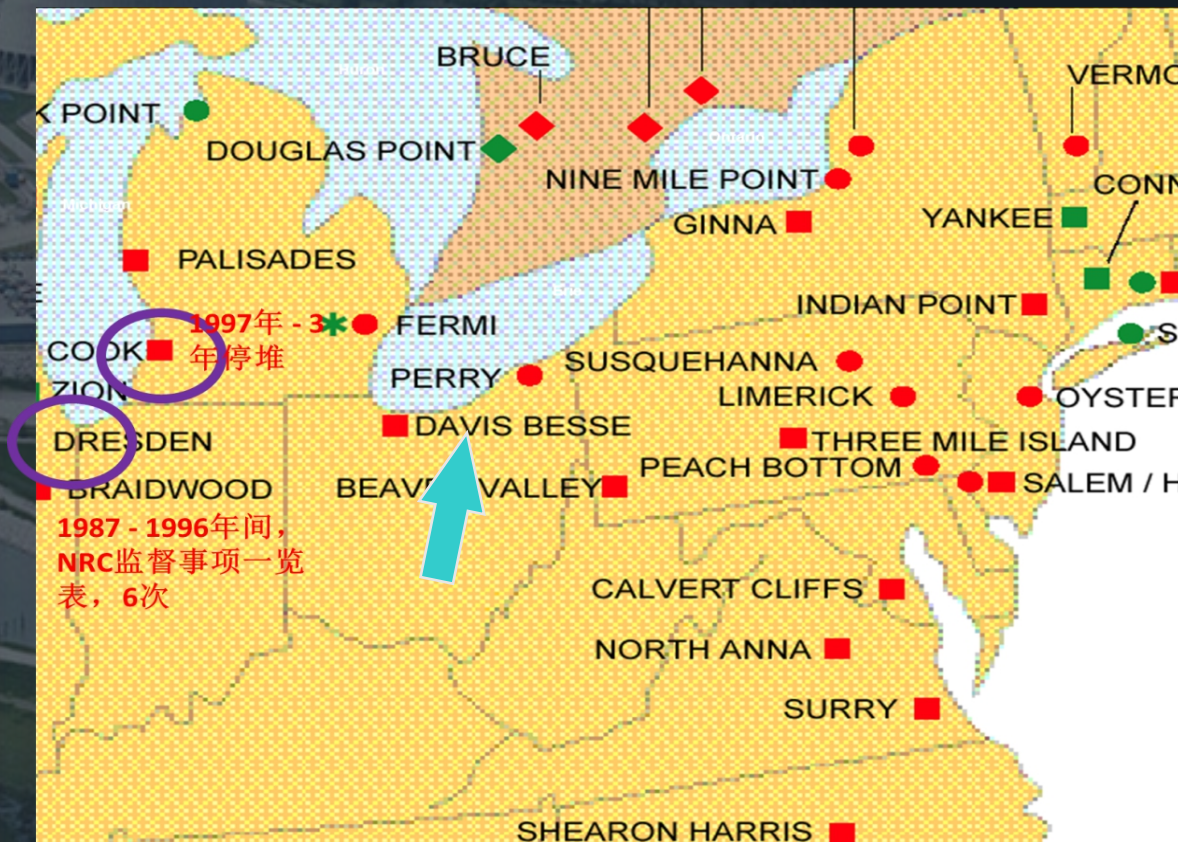 BRUCE
VERMO
K POINT
DOUGLAS POINT
NINE MILE POINT
CONN
GINNA
YANKEE
Michigan
PALISADES
INDIAN POINT
1997年 - 3
年停堆
FERMI
COOK
SUSQUEHANNA
S
PERRY
ZION
LIMERICK
OYSTER
DAVIS BESSE
DRESDEN
THREE MILE ISLAND
PEACH BOTTOM
BRAIDWOOD
BEAVE VALLEY
SALEM / H
1987 - 1996年间，
NRC监督事项一览
表，6次
CALVERT CLIFFS
NORTH ANNA
SURRY
SHEARON HARRIS